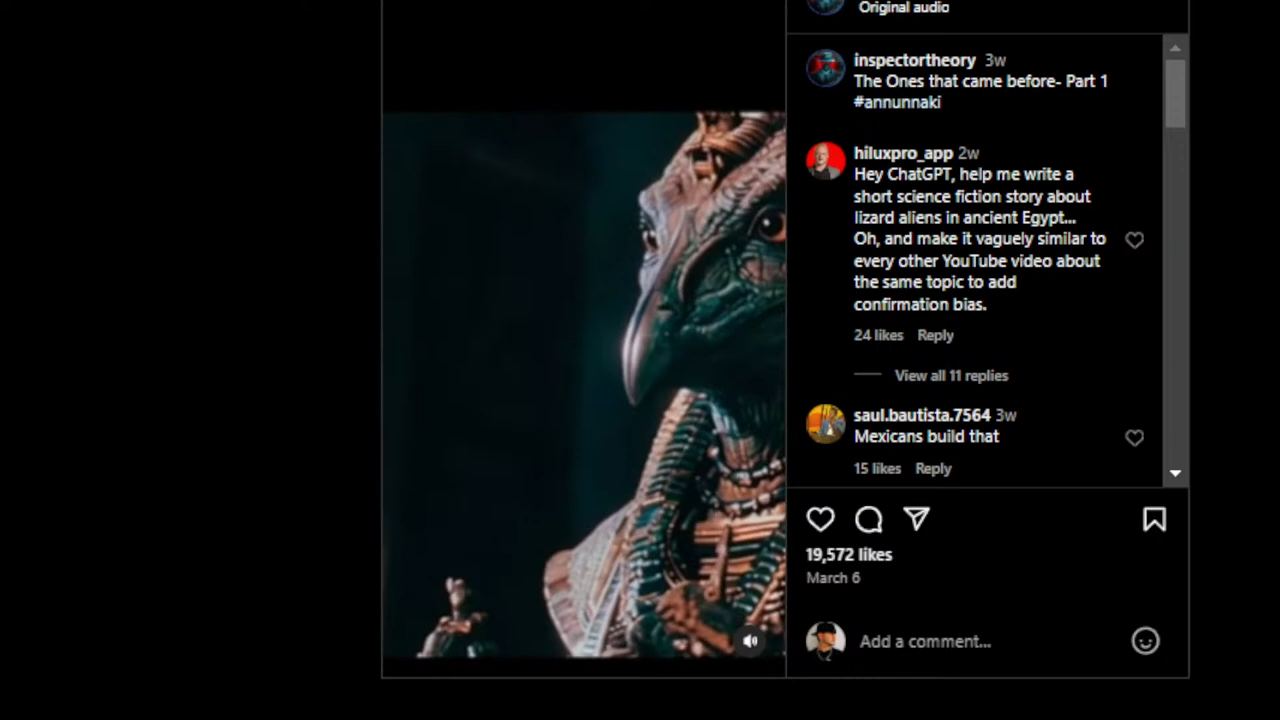 Original audio
inspectortheory 3w
The Ones that came before- Part 1
#annunnaki
hiluxpro_app 2w
Hey ChatGPT, help me write a
short science fiction story about
lizard aliens in ancient Egypt...
Oh, and make it vaguely similar to
every other YouTube video about
the same topic to add
confirmation bias.
24 likes Reply
View all 11 replies
saul.bautista.7564 3w
Mexicans build that
15 likes Reply
19,572 likes
March 6
Add a comment...